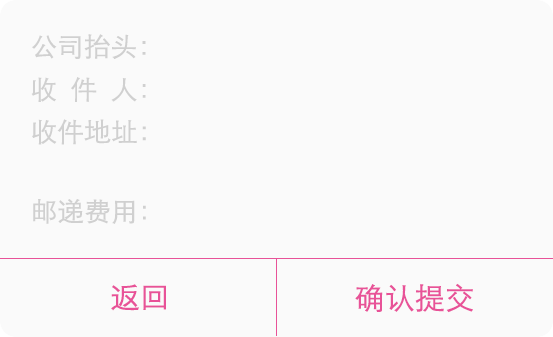 公司抬头：
收 件 人：
收件地址：
邮递费用：
返回
确认提交